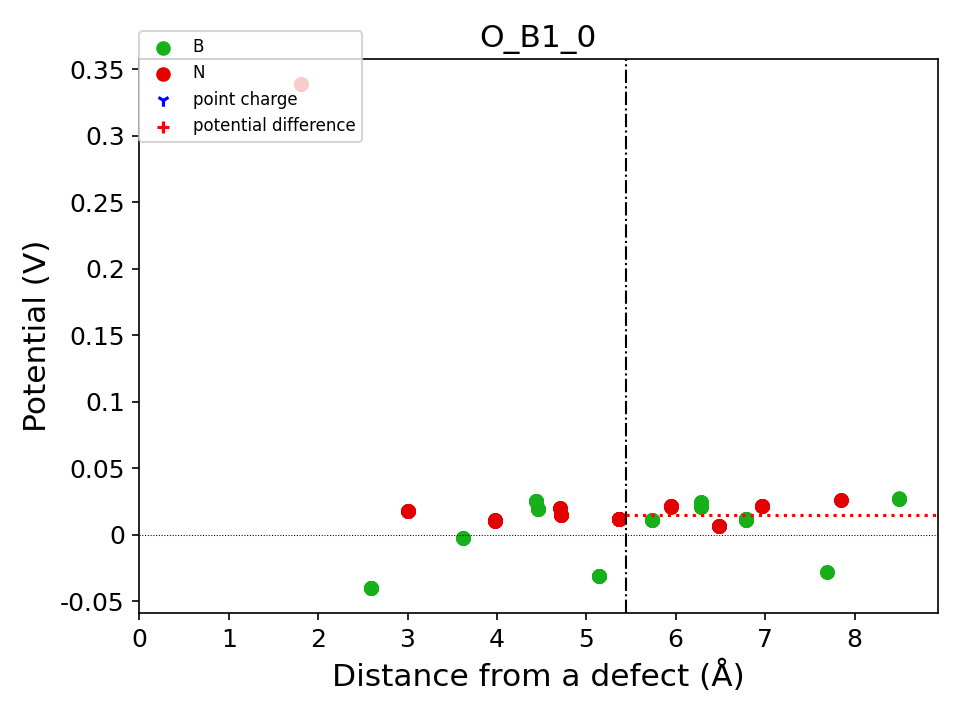 O_B1_0
B
N
point charge
potential difference
0.35
0.3
0.25
0.2
0.15
0.1
0.05
0
-0.05
Potential (V)
0 1 2 3 4 5 6 7 8
Distance from a defect (Å)